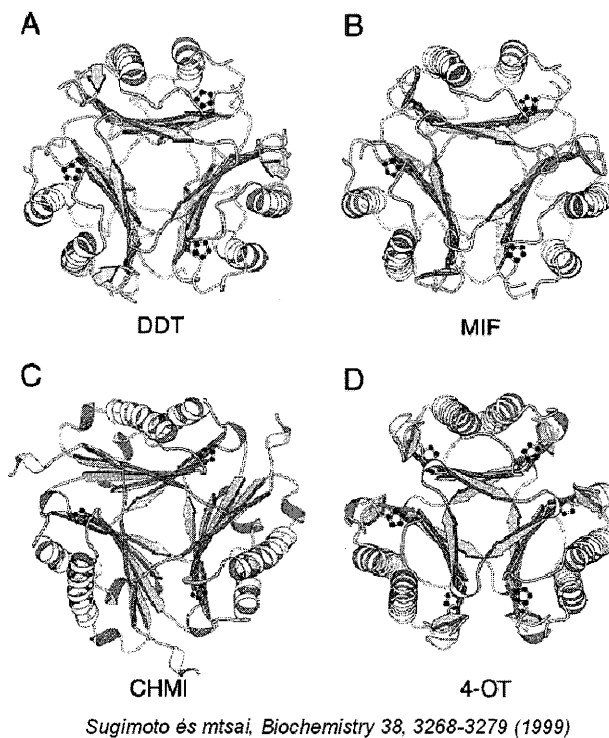 A
B
DDT
MIF
C
D
CHMI
4-OT
Sugimoto és mtsai, Biochemistry 38, 3268-3279 (1999)